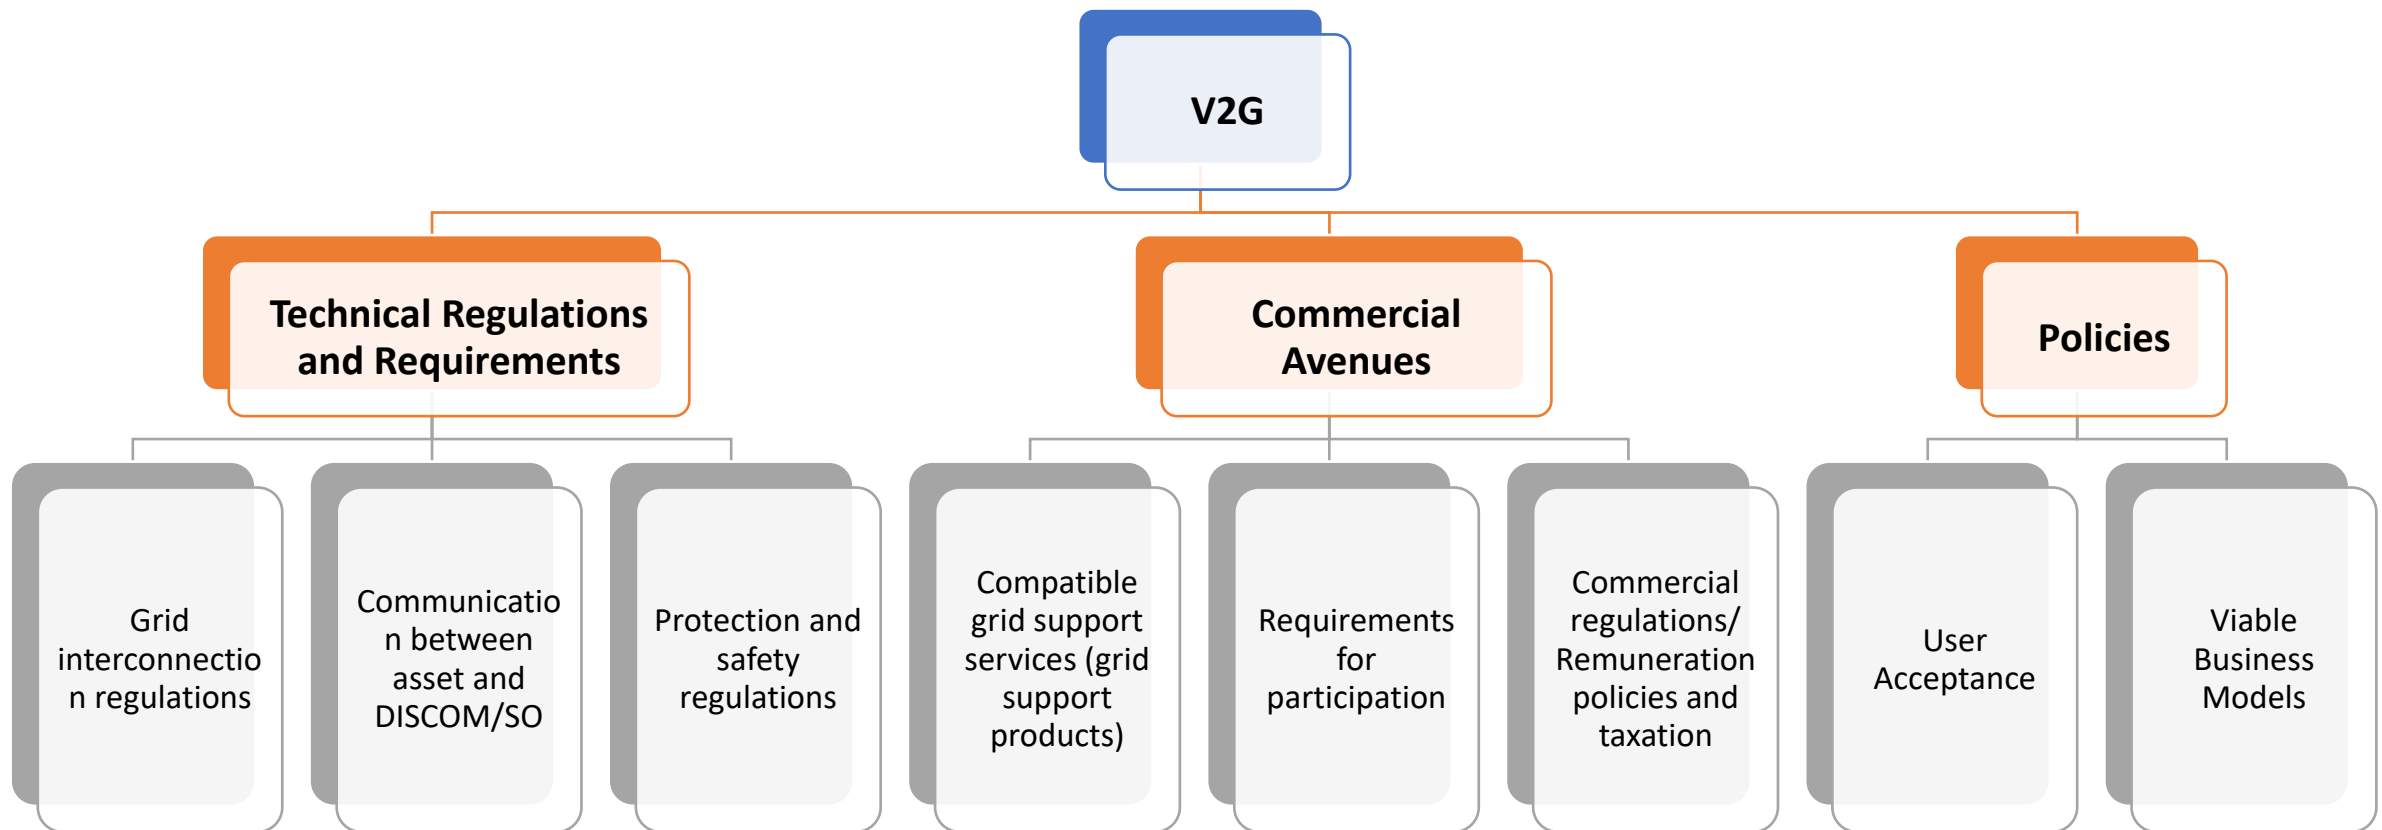 V2G
Technical Regulations
and Requirements
Commercial
Avenues
Policies
Grid
interconnectio
n regulations
Communicatio
n between
asset and
DISCOM/SO
Protection and
safety
regulations
Compatible
grid support
services (grid
support
products)
Requirements
for
participation
Commercial
regulations/
Remuneration
policies and
taxation
User
Acceptance
Viable
Business
Models